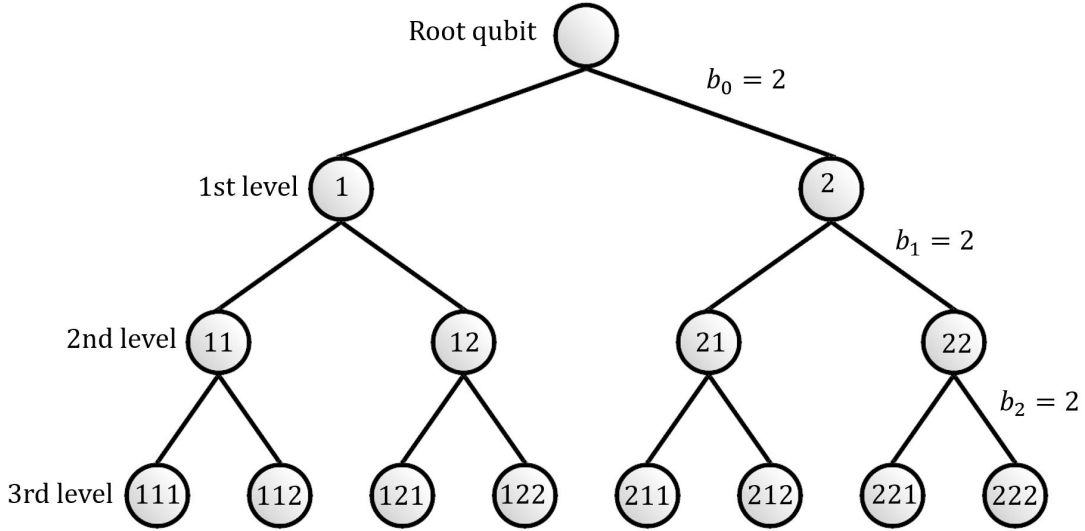 Root qubit
b₀ = 2
1st level
1
2
b₁ = 2
2nd level
11
12
21
22
b₂ = 2
3rd level
111
112
121
122
211
212
221
222